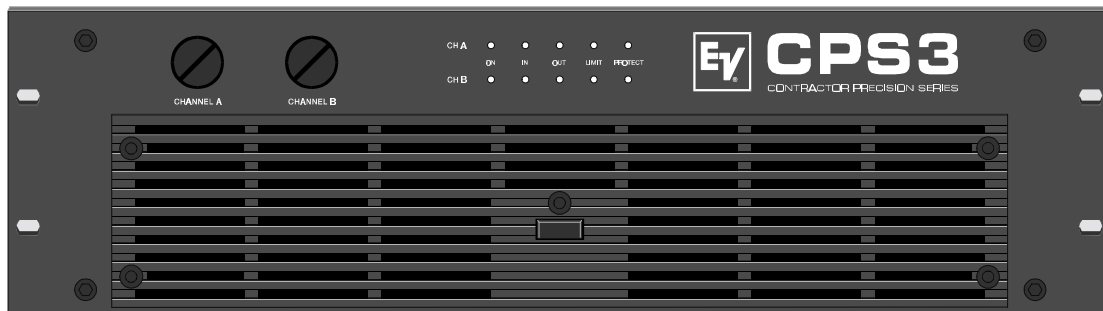 CHANNEL A
CHANNEL B
CH A
ON IN OUT LIMIT PROTECT
CH B
EV®
CPS3
CONTRACTOR PRECISION SERIES